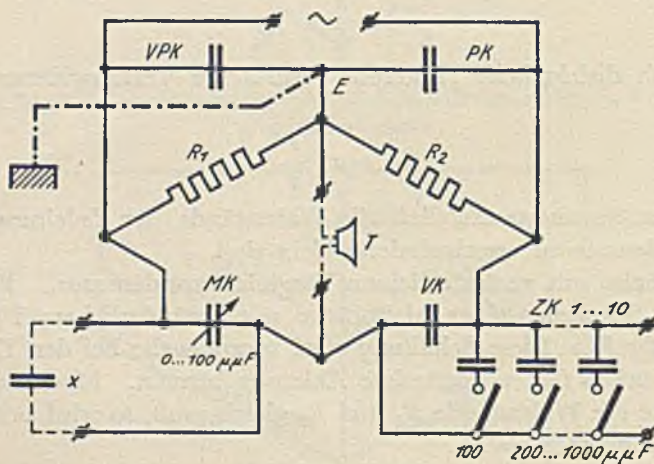 ~
VPK
PK
E
R1
R2
T
MK
VK
ZK 1...10
0...100 μμF
x
100
200...1000 μμF